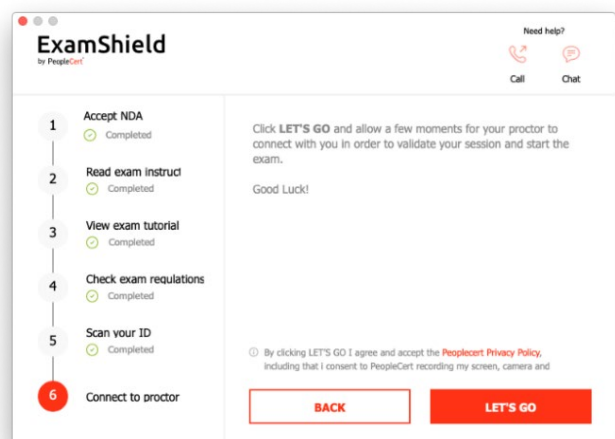 ExamShield
by PeopleCert
Need help?
Call
Chat
1
Accept NDA
Completed
2
Read exam instruct
Completed
3
View exam tutorial
Completed
4
Check exam regulations
Completed
5
Scan your ID
Completed
6
Connect to proctor
Click LET'S GO and allow a few moments for your proctor to
connect with you in order to validate your session and start the
exam.
Good Luck!
By clicking LET'S GO I agree and accept the Peoplecert Privacy Policy,
including that i consent to PeopleCert recording my screen, camera and
BACK
LET'S GO